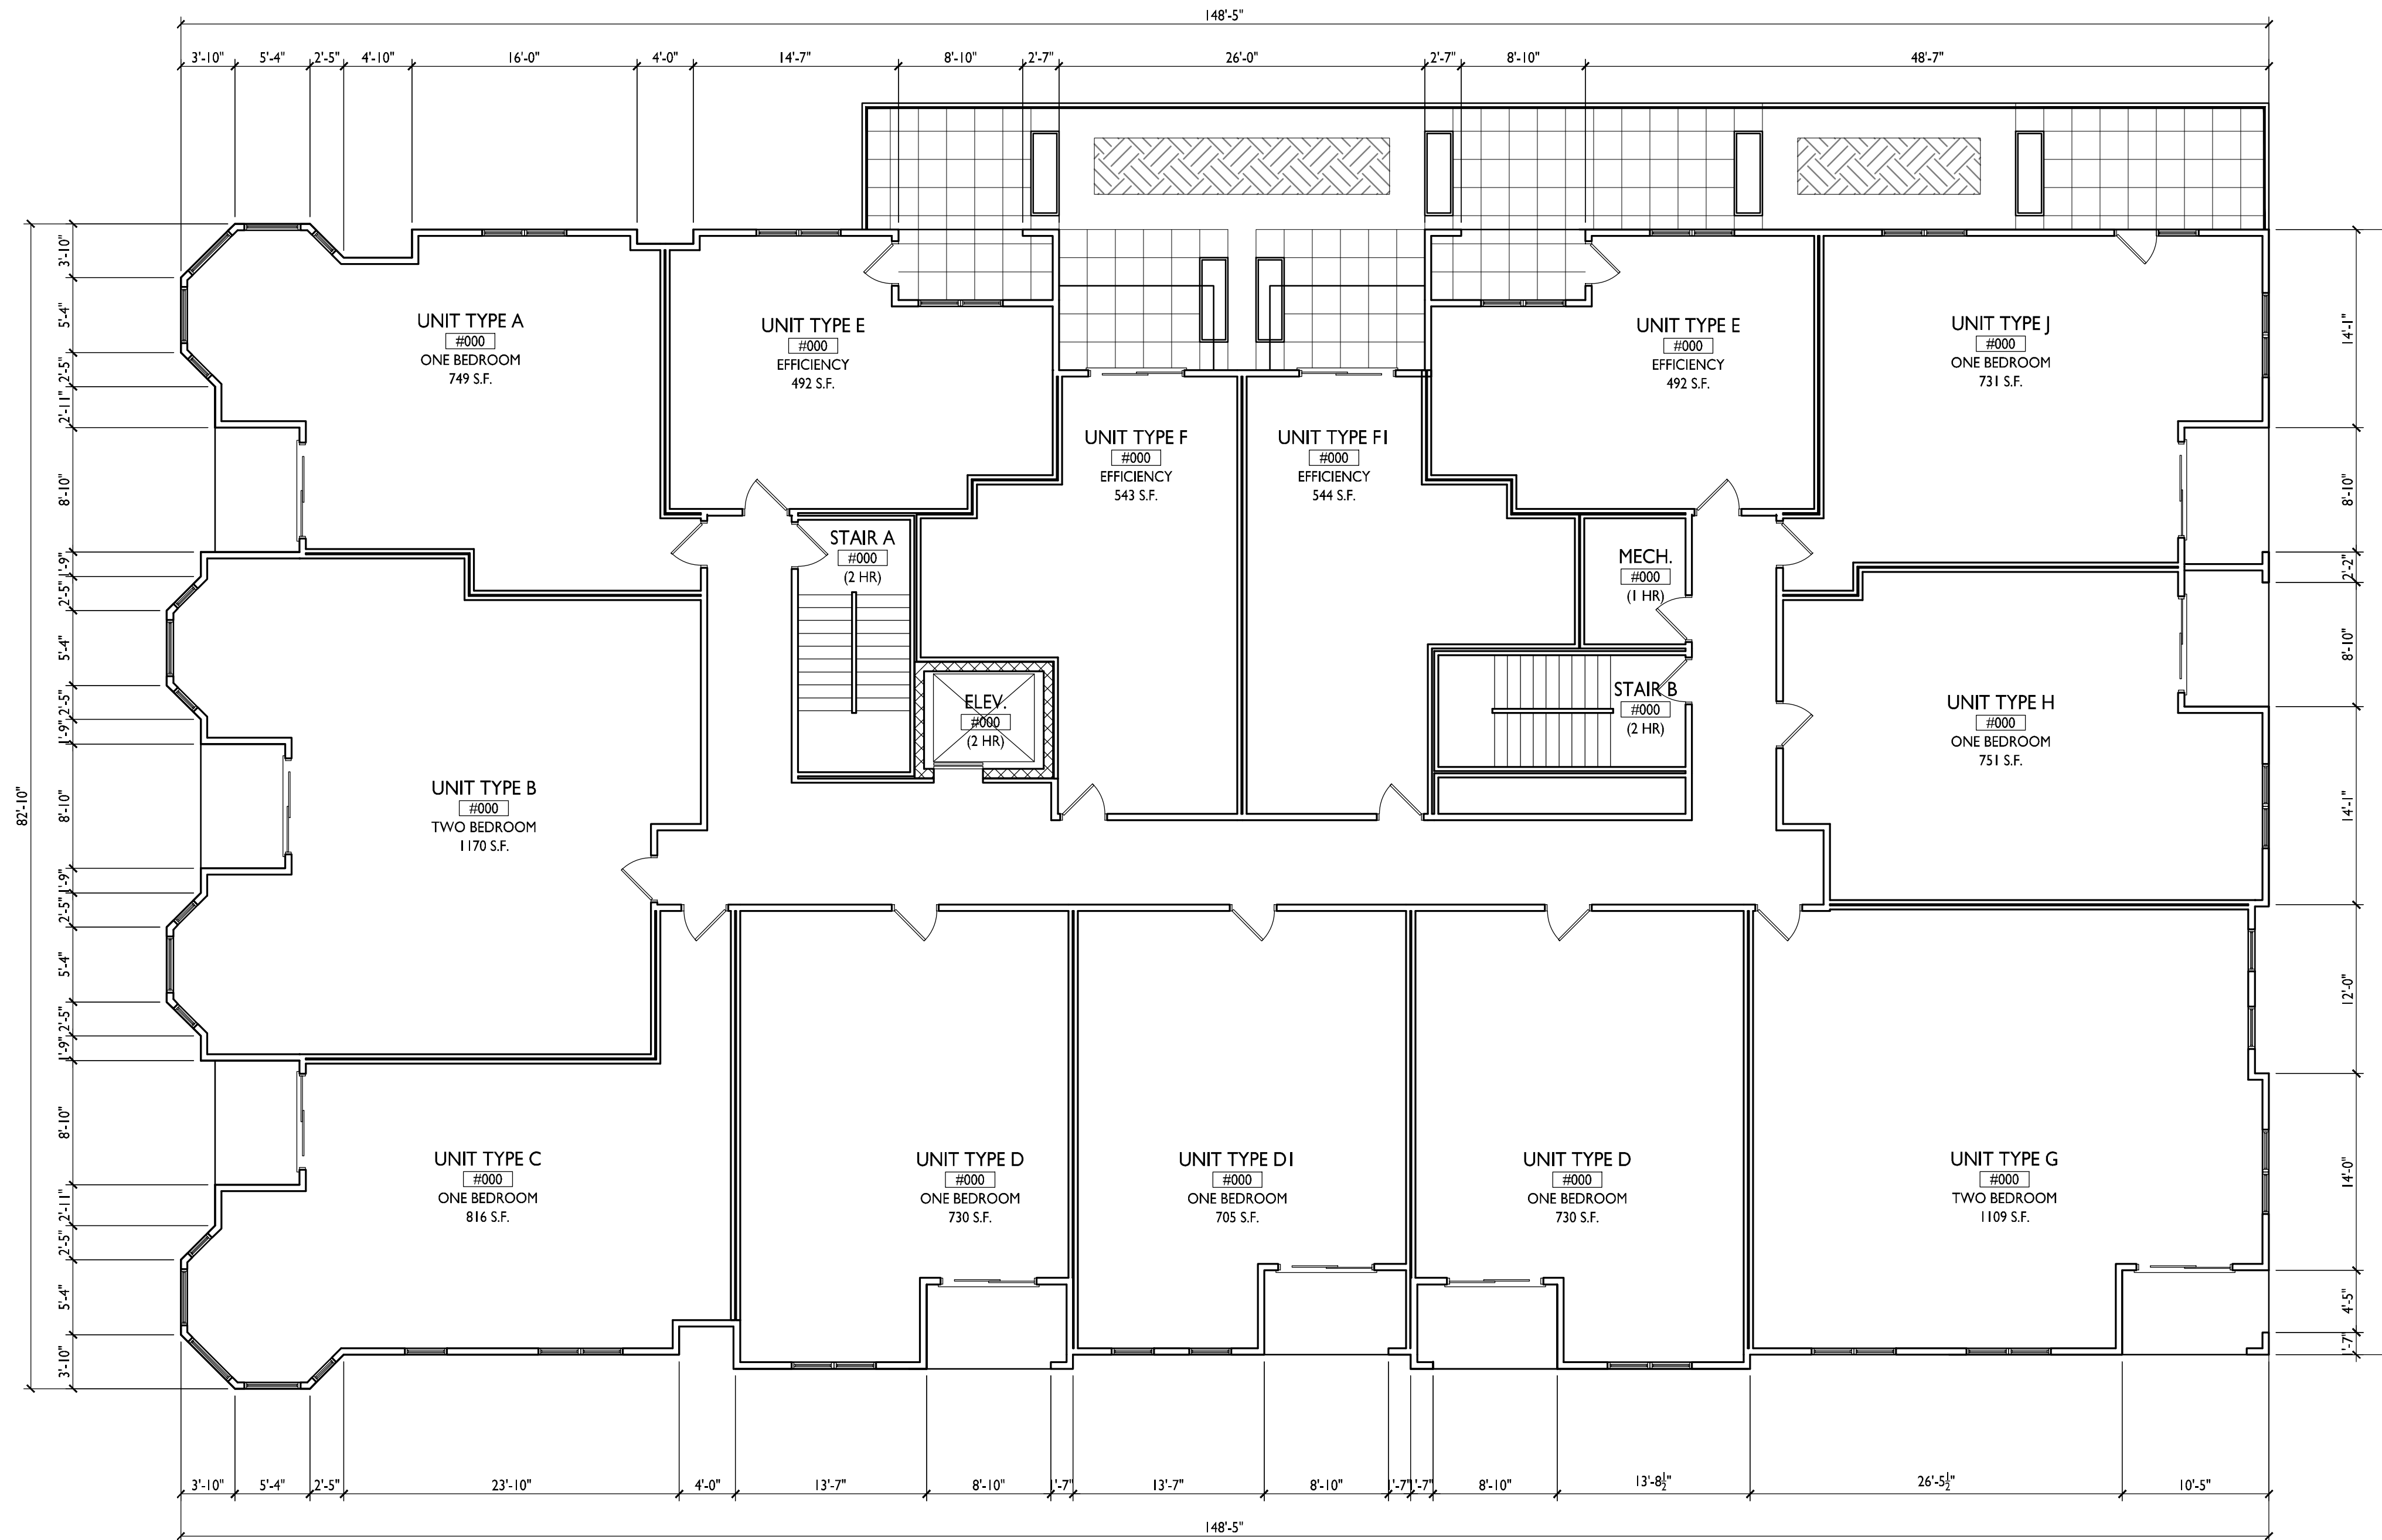 148'-5"
3'-10" 5'-4" 2'-5" 4'-10" 16'-0" 4'-0" 14'-7" 8'-10" 2'-7" 26'-0" 2'-7" 8'-10" 48'-7"
82'-10"
3'-10"
5'-4"
2'-5"
2'-11"
8'-10"
1'-9"
2'-5"
5'-4"
2'-5"
1'-9"
8'-10"
1'-9"
2'-5"
5'-4"
2'-5"
1'-9"
8'-10"
2'-11"
2'-5"
5'-4"
3'-10"
UNIT TYPE A
#000
ONE BEDROOM
749 S.F.
UNIT TYPE E
#000
EFFICIENCY
492 S.F.
UNIT TYPE F
#000
EFFICIENCY
543 S.F.
UNIT TYPE F1
#000
EFFICIENCY
544 S.F.
UNIT TYPE E
#000
EFFICIENCY
492 S.F.
UNIT TYPE J
#000
ONE BEDROOM
731 S.F.
STAIR A
#000
(2 HR)
ELEV.
#000
(2 HR)
MECH.
#000
(1 HR)
STAIR B
#000
(2 HR)
UNIT TYPE H
#000
ONE BEDROOM
751 S.F.
UNIT TYPE B
#000
TWO BEDROOM
1170 S.F.
UNIT TYPE C
#000
ONE BEDROOM
816 S.F.
UNIT TYPE D
#000
ONE BEDROOM
730 S.F.
UNIT TYPE D1
#000
ONE BEDROOM
705 S.F.
UNIT TYPE D
#000
ONE BEDROOM
730 S.F.
UNIT TYPE G
#000
TWO BEDROOM
1109 S.F.
14'-1"
8'-10"
2'-2"
8'-10"
14'-1"
12'-0"
14'-0"
4'-5"
1'-7"
3'-10" 5'-4" 2'-5" 23'-10" 4'-0" 13'-7" 8'-10" 1'-7" 13'-7" 8'-10" 1'-7" 1'-7" 8'-10" 13'-8½" 26'-5½" 10'-5"
148'-5"